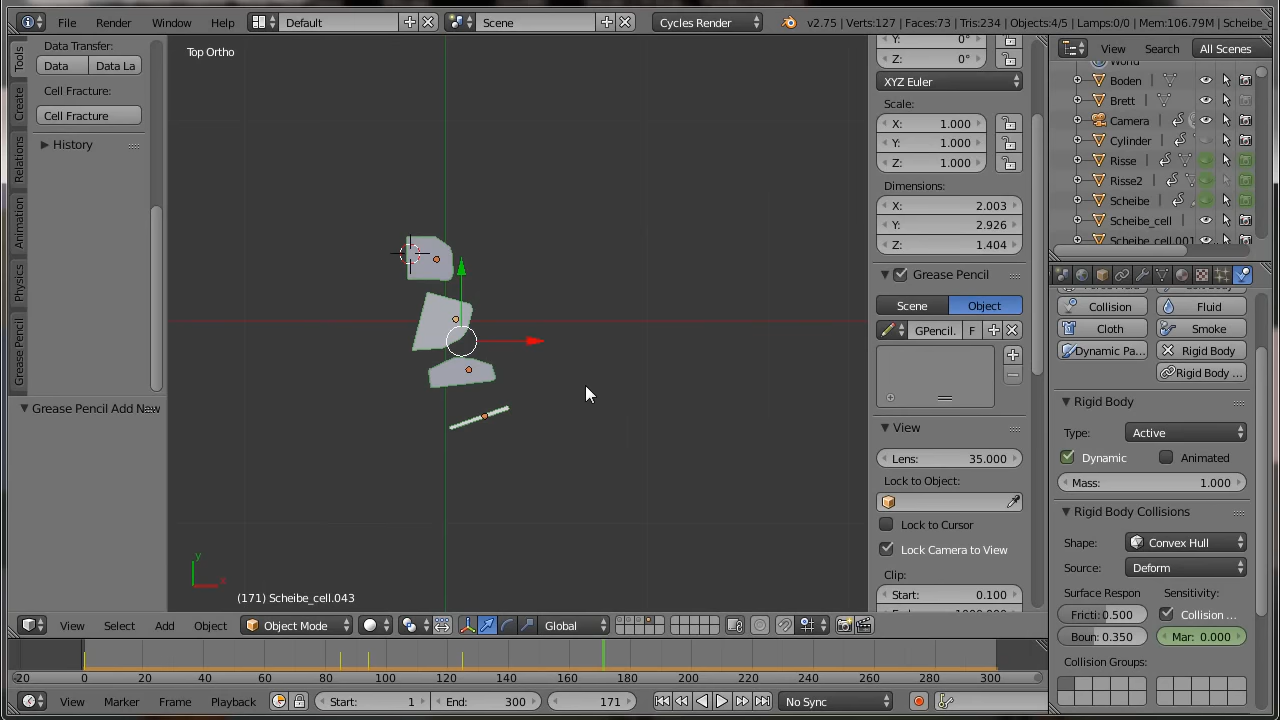 File Render Window Help Default Scene Cycles Render v2.75 | Verts:127 | Faces:73 | Tris:234 | Objects:4/5 | Lamps:0/0 | Mem:106.79M | Scheibe_c
Tools
Create
Relations
Animation
Physics
Grease Pencil
Data Transfer:
Data Data La
Cell Fracture:
Cell Fracture
History
Grease Pencil Add New
Top Ortho
y
x
(171) Scheibe_cell.043
Y: 0°
Z: 0°
XYZ Euler
Scale:
X: 1.000
Y: 1.000
Z: 1.000
Dimensions:
X: 2.003
Y: 2.926
Z: 1.404
Grease Pencil
Scene Object
GPencil. F
View
Lens: 35.000
Lock to Object:
Lock to Cursor
Lock Camera to View
Clip:
Start: 0.100
View Search All Scenes
World
Boden
Brett
Camera
Cylinder
Risse
Risse2
Scheibe
Scheibe_cell
Scheibe_cell.001
Collision Fluid
Cloth Smoke
Dynamic Pa... Rigid Body
Rigid Body ...
Rigid Body
Type: Active
Dynamic Animated
Mass: 1.000
Rigid Body Collisions
Shape: Convex Hull
Source: Deform
Surface Respon Sensitivity:
Fricti: 0.500 Collision ...
Boun: 0.350 Mar: 0.000
Collision Groups:
View Select Add Object Object Mode Global
-20 0 20 40 60 80 100 120 140 160 180 200 220 240 260 280 300
View Marker Frame Playback Start: 1 End: 300 171 No Sync